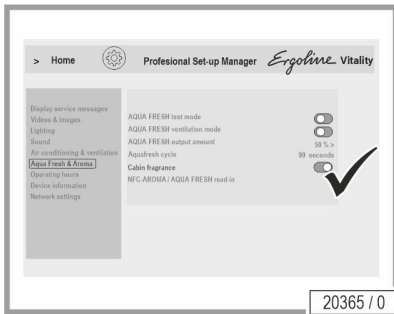 > Home Profesional Set-up Manager Ergoline Vitality
Display service messages
Videos & images
Lighting
Sound
Air conditioning & ventilation
Aqua Fresh & Aroma
Operating hours
Device information
Network settings
AQUA FRESH test mode
AQUA FRESH ventilation mode
AQUA FRESH output amount 50 % >
Aquafresh cycle 90 seconds
Cabin fragrance
NFC-AROMA / AQUA FRESH read-in
20365 / 0